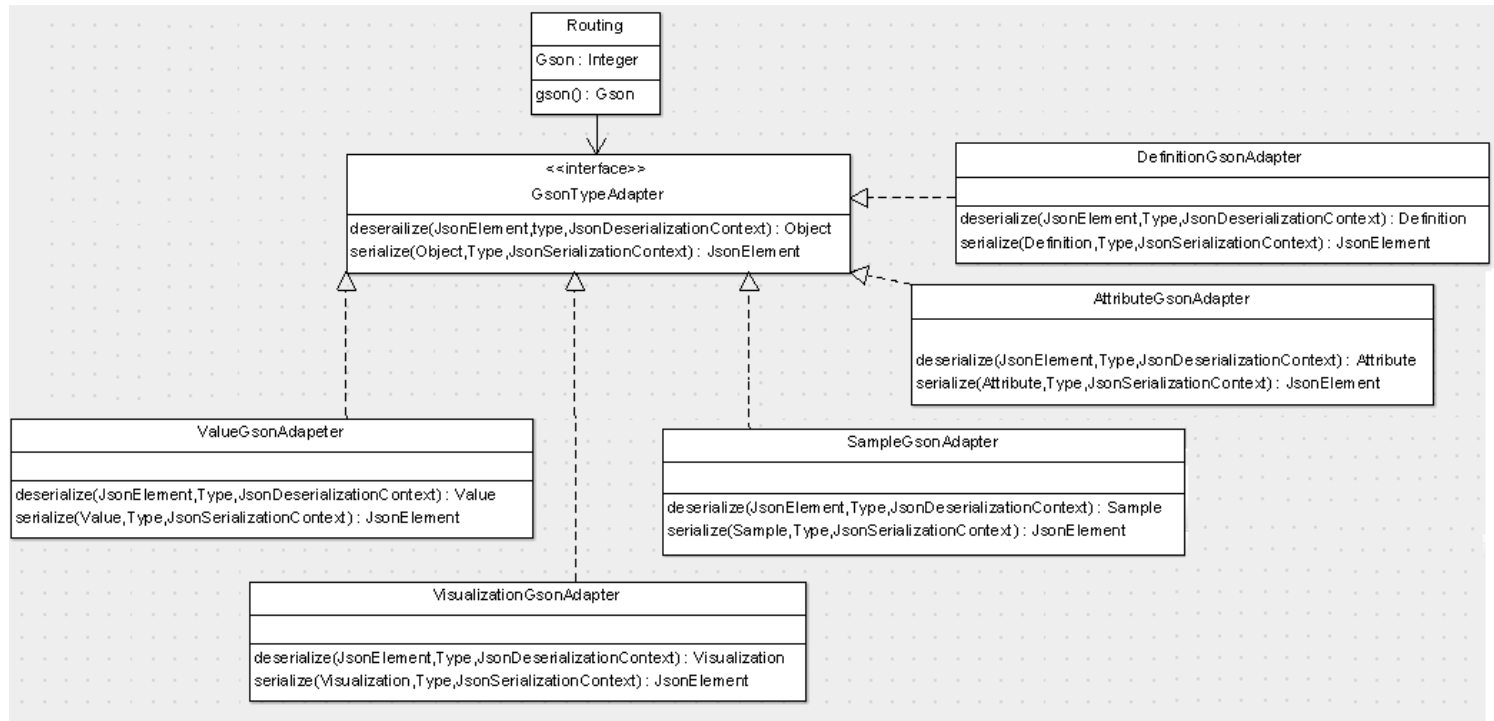 Routing
Gson : Integer
gson() : Gson
<<interface>>
GsonTypeAdapter
deserailize(JsonElement,type,JsonDeserializationContext) : Object
serialize(Object,Type,JsonSerializationContext) : JsonElement
DefinitionGsonAdapter
deserialize(JsonElement,Type,JsonDeserializationContext) : Definition
serialize(Definition,Type,JsonSerializationContext) : JsonElement
AttributeGsonAdapter
deserialize(JsonElement,Type,JsonDeserializationContext) : Attribute
serialize(Attribute,Type,JsonSerializationContext) : JsonElement
ValueGsonAdapeter
deserialize(JsonElement,Type,JsonDeserializationContext) : Value
serialize(Value,Type,JsonSerializationContext) : JsonElement
SampleGsonAdapter
deserialize(JsonElement,Type,JsonDeserializationContext) : Sample
serialize(Sample,Type,JsonSerializationContext) : JsonElement
VisualizationGsonAdapter
deserialize(JsonElement,Type,JsonDeserializationContext) : Visualization
serialize(Visualization,Type,JsonSerializationContext) : JsonElement